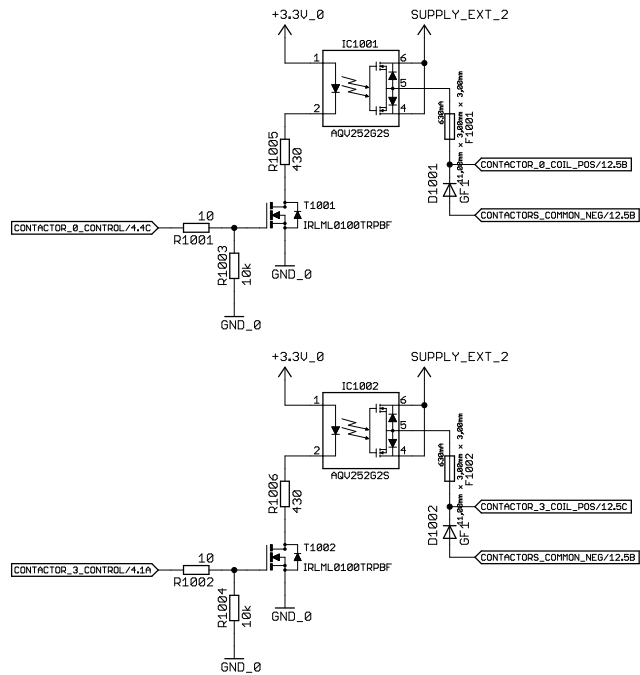 +3.3V_0
SUPPLY_EXT_2
IC1001
1
2
6
5
4
AQV252G2S
R1005
430
630mA
F1001
11,00mm x 3,00mm x 3,00mm
CONTACTOR_0_COIL_POS/12.5B
D1001
GF1
CONTACTORS_COMMON_NEG/12.5B
T1001
IRLML0100TRPBF
CONTACTOR_0_CONTROL/4.4C
10
R1001
R1003
10k
GND_0
GND_0
+3.3V_0
SUPPLY_EXT_2
IC1002
1
2
6
5
4
AQV252G2S
R1006
430
630mA
F1002
11,00mm x 3,00mm x 3,00mm
CONTACTOR_3_COIL_POS/12.5C
D1002
GF1
CONTACTORS_COMMON_NEG/12.5B
T1002
IRLML0100TRPBF
CONTACTOR_3_CONTROL/4.1A
10
R1002
R1004
10k
GND_0
GND_0